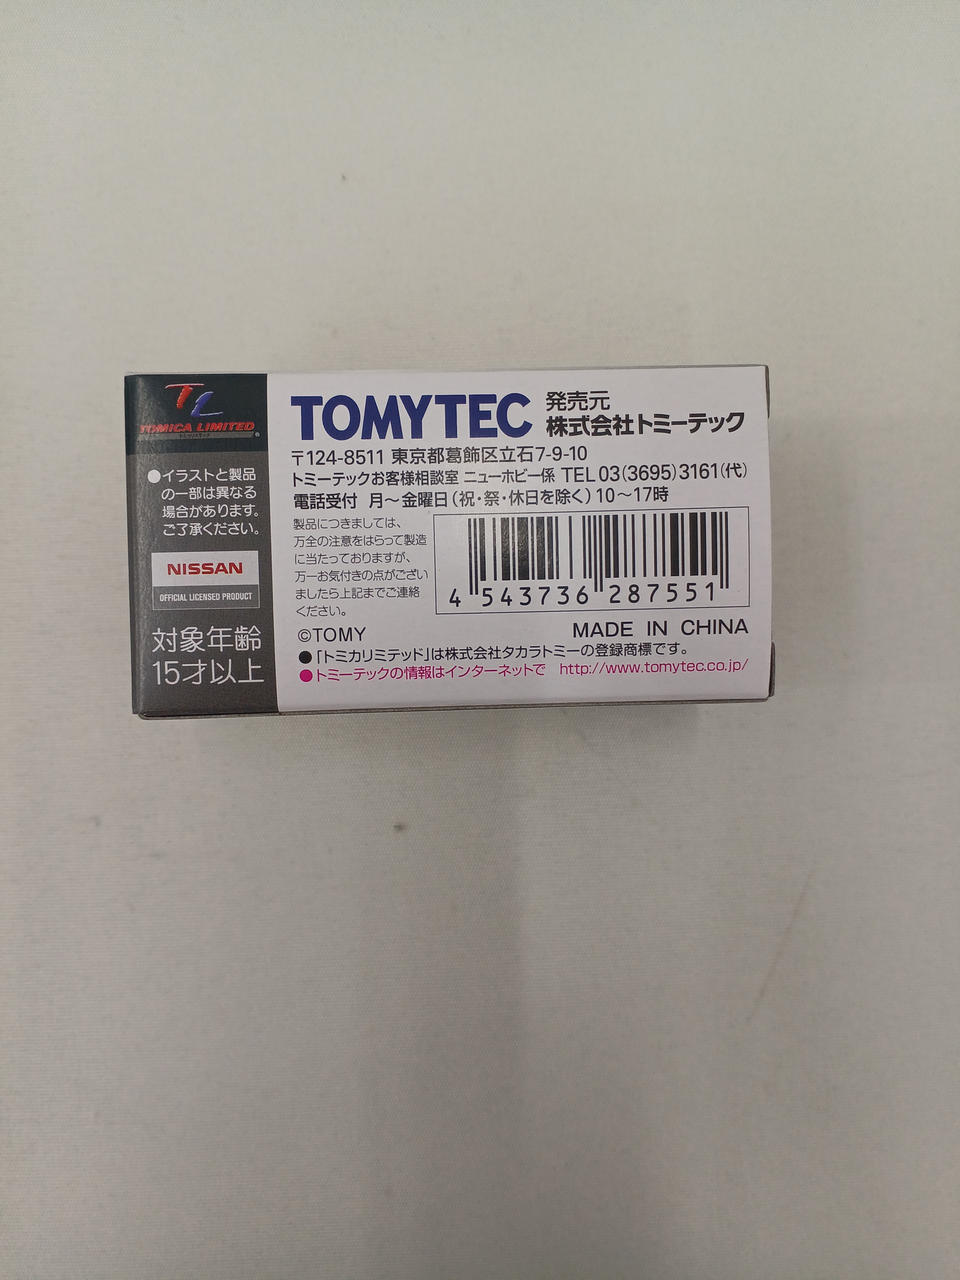 TL
TOMICA LIMITED
®
●イラストと製品
の一部は異なる
場合があります。
ご了承ください。
NISSAN
OFFICIAL LICENSED PRODUCT
対象年齢
15才以上
TOMYTEC
発売元
株式会社トミーテック
〒124-8511 東京都葛飾区立石7-9-10
トミーテックお客様相談室 ニューホビー係 TEL 03(3695)3161(代)
電話受付 月〜金曜日(祝・祭・休日を除く)10〜17時
製品につきましては、
万全の注意をはらって製造
に当たっておりますが、
万一お気付きの点がござい
ましたら上記までご連絡
ください。
4 543736 287551
©TOMY
MADE IN CHINA
●「トミカリミテッド」は株式会社タカラトミーの登録商標です。
●トミーテックの情報はインターネットで http://www.tomytec.co.jp/